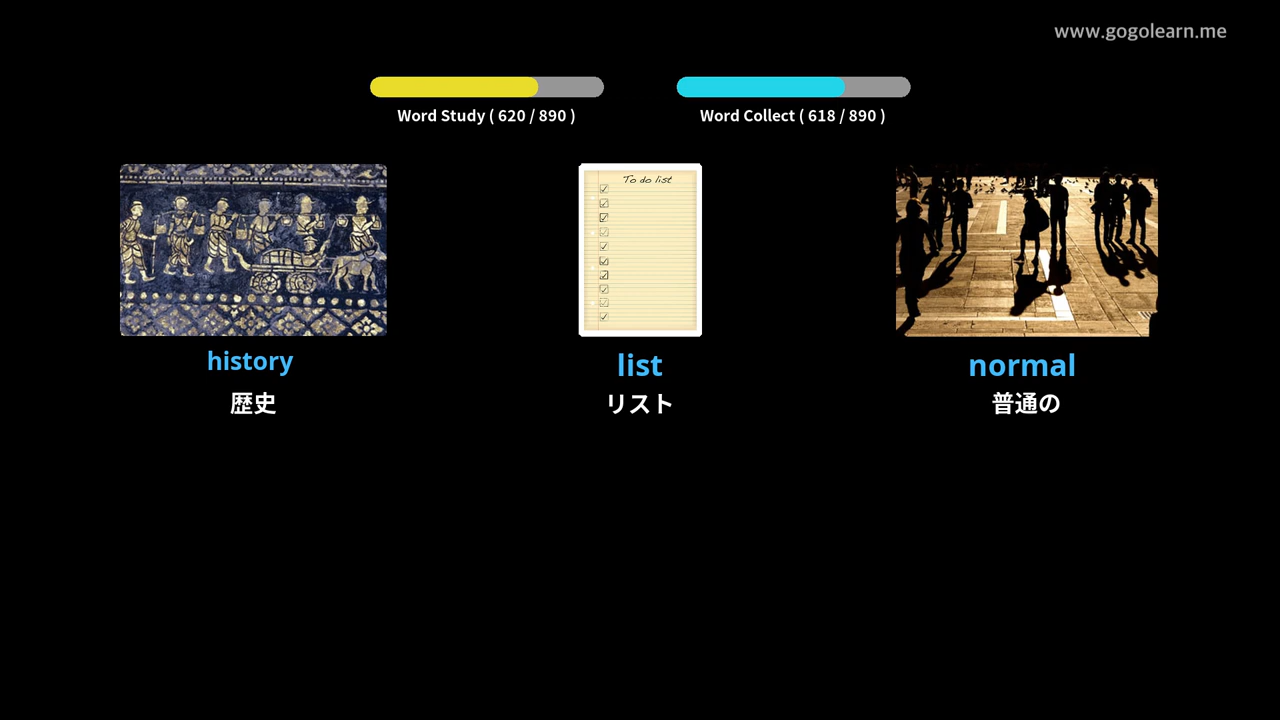 www.gogolearn.me
Word Study ( 620 / 890 )
Word Collect ( 618 / 890 )
To do list
history
list
normal
歴史
リスト
普通の